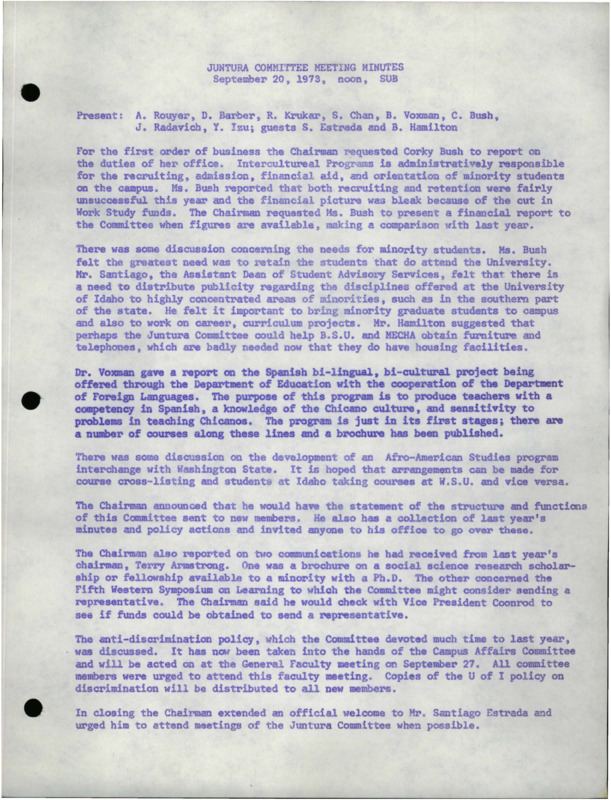 JUNTURA COMMITTEE MEETING MINUTES
September 20, 1973, noon, SUB
Present: A. Rouyer, D. Barber, R. Krukar, S. Chan, B. Voxman, C. Bush,
J. Radavich, Y. Izu; guests S. Estrada and B. Hamilton
For the first order of business the Chairman requested Corky Bush to report on
the duties of her office. Intercultureal Programs is administratively responsible
for the recruiting, admission, financial aid, and orientation of minority students
on the campus. Ms. Bush reported that both recruiting and retention were fairly
unsuccessful this year and the financial picture was bleak because of the cut in
Work Study funds. The Chairman requested Ms. Bush to present a financial report to
the Committee when figures are available, making a comparison with last year.
There was some discussion concerning the needs for minority students. Ms. Bush
felt the greatest need was to retain the students that do attend the University.
Mr. Santiago, the Assistant Dean of Student Advisory Services, felt that there is
a need to distribute publicity regarding the disciplines offered at the University
of Idaho to highly concentrated areas of minorities, such as in the southern part
of the state. He felt it important to bring minority graduate students to campus
and also to work on career, curriculum projects. Mr. Hamilton suggested that
perhaps the Juntura Committee could help B.S.U. and MECHA obtain furniture and
telephones, which are badly needed now that they do have housing facilities.
Dr. Voxman gave a report on the Spanish bi-lingual, bi-cultural project being
offered through the Department of Education with the cooperation of the Department
of Foreign Languages. The purpose of this program is to produce teachers with a
competency in Spanish, a knowledge of the Chicano culture, and sensitivity to
problems in teaching Chicanos. The program is just in its first stages; there are
a number of courses along these lines and a brochure has been published.
There was some discussion on the development of an Afro-American Studies program
interchange with Washington State. It is hoped that arrangements can be made for
course cross-listing and students at Idaho taking courses at W.S.U. and vice versa.
The Chairman announced that he would have the statement of the structure and functions
of this Committee sent to new members. He also has a collection of last year's
minutes and policy actions and invited anyone to his office to go over these.
The Chairman also reported on two communications he had received from last year's
chairman, Terry Armstrong. One was a brochure on a social science research scholar-
ship or fellowship available to a minority with a Ph.D. The other concerned the
Fifth Western Symposium on Learning to which the Committee might consider sending a
representative. The Chairman said he would check with Vice President Coonrod to
see if funds could be obtained to send a representative.
The anti-discrimination policy, which the Committee devoted much time to last year,
was discussed. It has now been taken into the hands of the Campus Affairs Committee
and will be acted on at the General Faculty meeting on September 27. All committee
members were urged to attend this faculty meeting. Copies of the U of I policy on
discrimination will be distributed to all new members.
In closing the Chairman extended an official welcome to Mr. Santiago Estrada and
urged him to attend meetings of the Juntura Committee when possible.